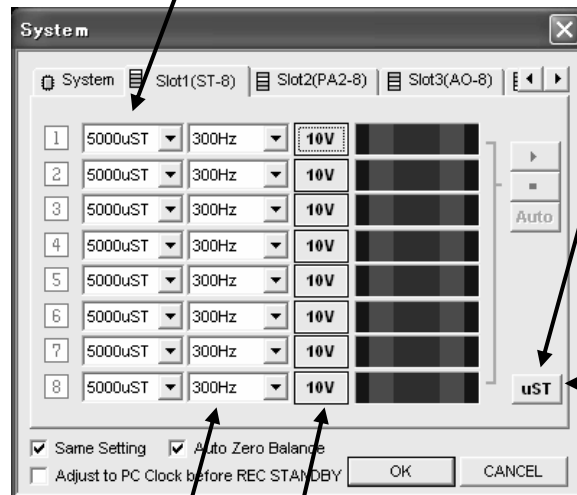 System
System Slot1(ST-8) Slot2(PA2-8) Slot3(AO-8)
1 5000uST 300Hz 10V
2 5000uST 300Hz 10V
3 5000uST 300Hz 10V Auto
4 5000uST 300Hz 10V
5 5000uST 300Hz 10V
6 5000uST 300Hz 10V
7 5000uST 300Hz 10V
8 5000uST 300Hz 10V uST
Same Setting Auto Zero Balance
Adjust to PC Clock before REC STANDBY OK CANCEL